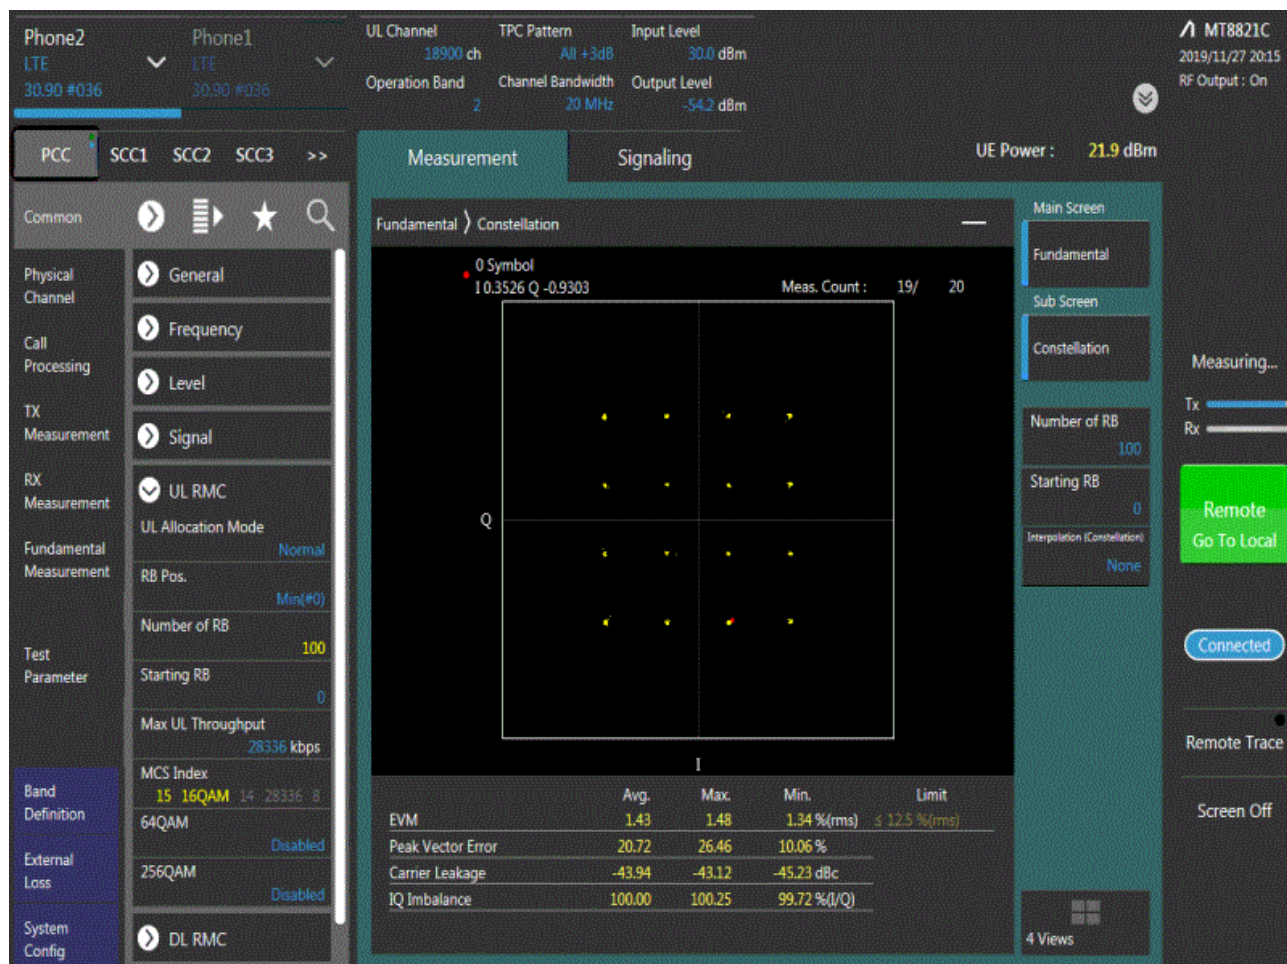 Phone2
LTE
30.90 #036
Phone1
LTE
30.90 #036
UL Channel
18900 ch
TPC Pattern
All +3dB
Input Level
30.0 dBm
Operation Band
2
Channel Bandwidth
20 MHz
Output Level
-54.2 dBm
MT8821C
2019/11/27 20:15
RF Output : On
PCC SCC1 SCC2 SCC3 >>
Measurement
Signaling
UE Power : 21.9 dBm
Common
Physical
Channel
Call
Processing
TX
Measurement
RX
Measurement
Fundamental
Measurement
Test
Parameter
Band
Definition
External
Loss
System
Config
General
Frequency
Level
Signal
UL RMC
UL Allocation Mode
Normal
RB Pos.
Min(#0)
Number of RB
100
Starting RB
0
Max UL Throughput
28336 kbps
MCS Index
15 16QAM 14 28336 8
64QAM
Disabled
256QAM
Disabled
DL RMC
Fundamental 〉 Constellation
0 Symbol
I 0.3526 Q -0.9303
Meas. Count : 19/ 20
Q
I
Avg. Max. Min. Limit
EVM 1.43 1.48 1.34 %(rms) ≤ 12.5 %(rms)
Peak Vector Error 20.72 26.46 10.06 %
Carrier Leakage -43.94 -43.12 -45.23 dBc
IQ Imbalance 100.00 100.25 99.72 %(I/Q)
Main Screen
Fundamental
Sub Screen
Constellation
Number of RB
100
Starting RB
0
Interpolation (Constellation)
None
4 Views
Measuring...
Tx
Rx
Remote
Go To Local
Connected
Remote Trace
Screen Off